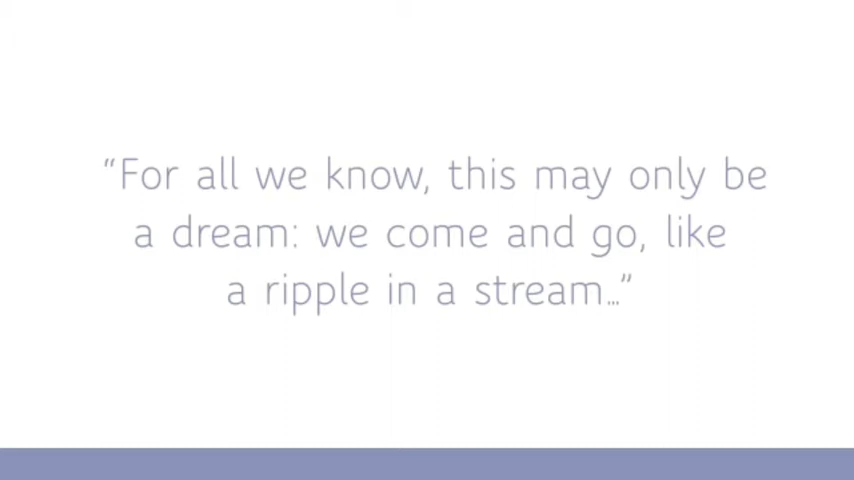 “For all we know, this may only be
a dream: we come and go, like
a ripple in a stream...”